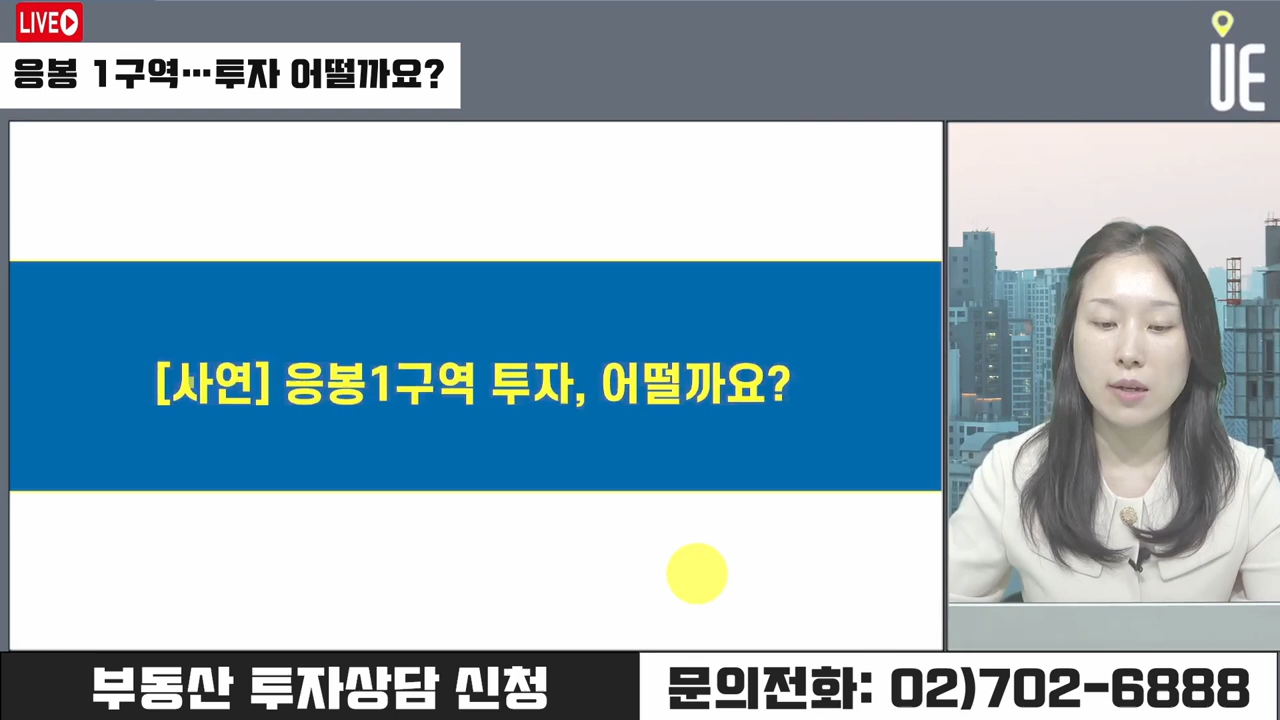 LIVE
응봉 1구역…투자 어떨까요?
UE
[사연] 응봉1구역 투자, 어떨까요?
부동산 투자상담 신청
문의전화: 02)702-6888